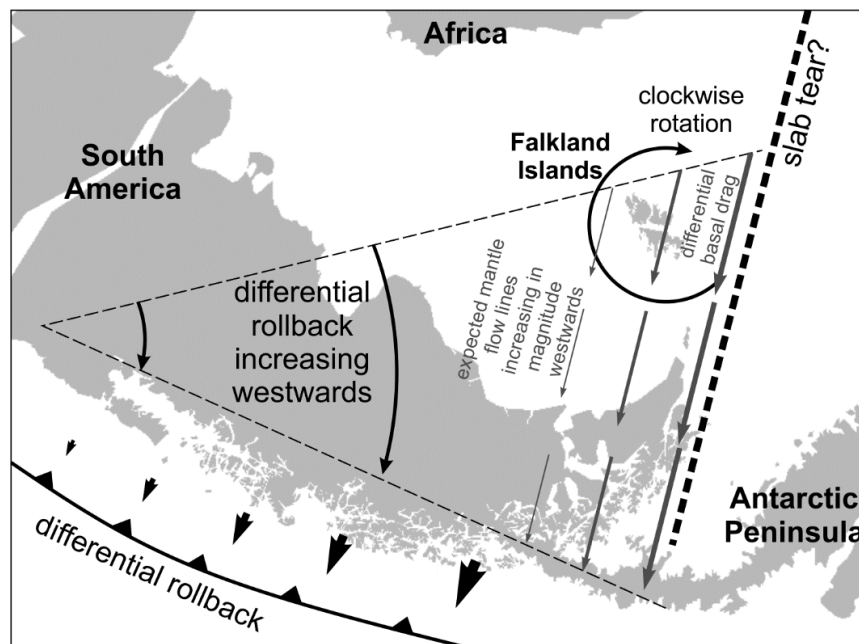 Africa
slab tear?
clockwise
rotation
Falkland
Islands
South
America
differential
basal drag
expected mantle
flow lines
increasing in
magnitude
westwards
differential
rollback
increasing
westwards
Antarctic
Peninsula
differential rollback